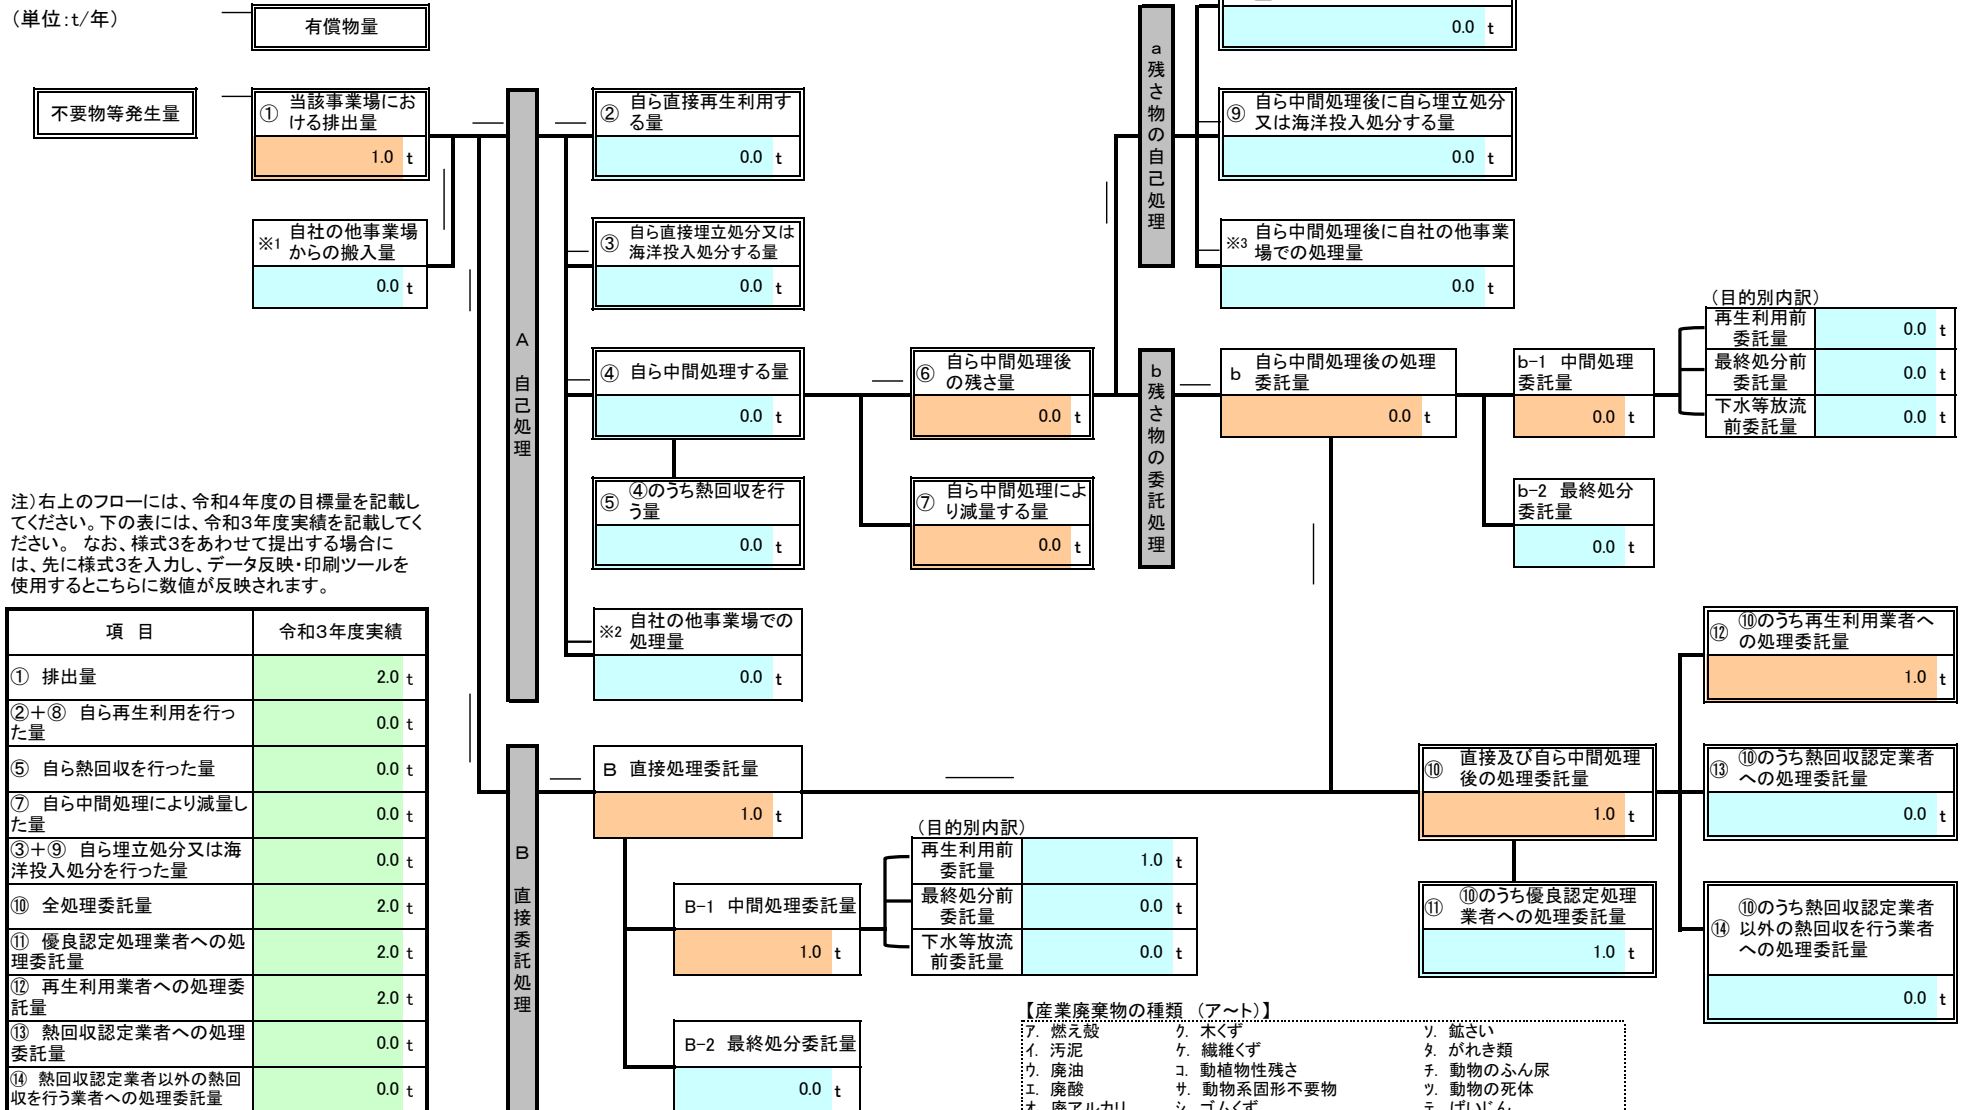 （単位：t/年）
有償物量
0.0 t
不要物等発生量
① 当該事業場にお
ける排出量
1.0 t
※1 自社の他事業場
からの搬入量
0.0 t
A 自己処理
② 自ら直接再生利用す
る量
0.0 t
③ 自ら直接埋立処分又は
海洋投入処分する量
0.0 t
④ 自ら中間処理する量
0.0 t
⑤ ④のうち熱回収を行
う量
0.0 t
※2 自社の他事業場での
処理量
0.0 t
⑥ 自ら中間処理後
の残さ量
0.0 t
⑦ 自ら中間処理によ
り減量する量
0.0 t
a 残さ物の自己処理
⑨ 自ら中間処理後に自ら埋立処分
又は海洋投入処分する量
0.0 t
※3 自ら中間処理後に自社の他事業
場での処理量
0.0 t
b 残さ物の委託処理
b 自ら中間処理後の処理
委託量
0.0 t
b-1 中間処理
委託量
0.0 t
（目的別内訳）
再生利用前
委託量
0.0 t
最終処分前
委託量
0.0 t
下水等放流
前委託量
0.0 t
b-2 最終処分
委託量
0.0 t
注）右上のフローには、令和４年度の目標量を記載し
てください。下の表には、令和３年度実績を記載してく
ださい。 なお、様式３をあわせて提出する場合に
は、先に様式３を入力し、データ反映・印刷ツールを
使用するとこちらに数値が反映されます。
項 目 令和３年度実績
① 排出量 2.0 t
②＋⑧ 自ら再生利用を行っ
た量 0.0 t
⑤ 自ら熱回収を行った量 0.0 t
⑦ 自ら中間処理により減量し
た量 0.0 t
③＋⑨ 自ら埋立処分又は海
洋投入処分を行った量 0.0 t
⑩ 全処理委託量 2.0 t
⑪ 優良認定処理業者への処
理委託量 2.0 t
⑫ 再生利用業者への処理委
託量 2.0 t
⑬ 熱回収認定業者への処理
委託量 0.0 t
⑭ 熱回収認定業者以外の熱回
収を行う業者への処理委託量 0.0 t
B 直接委託処理
B 直接処理委託量
1.0 t
B-1 中間処理委託量
1.0 t
（目的別内訳）
再生利用前
委託量
1.0 t
最終処分前
委託量
0.0 t
下水等放流
前委託量
0.0 t
B-2 最終処分委託量
0.0 t
⑩ 直接及び自ら中間処理
後の処理委託量
1.0 t
⑪ ⑩のうち優良認定処理
業者への処理委託量
1.0 t
⑫ ⑩のうち再生利用業者へ
の処理委託量
1.0 t
⑬ ⑩のうち熱回収認定業者
への処理委託量
0.0 t
⑭ ⑩のうち熱回収認定業者
以外の熱回収を行う業者
への処理委託量
0.0 t
【産業廃棄物の種類 （ア～ト）】
ア. 燃え殻 ク. 木くず ソ. 鉱さい
イ. 汚泥 ケ. 繊維くず タ. がれき類
ウ. 廃油 コ. 動植物性残さ チ. 動物のふん尿
エ. 廃酸 サ. 動物系固形不要物 ツ. 動物の死体
オ. 廃アルカリ シ. ゴムくず テ. ばいじん